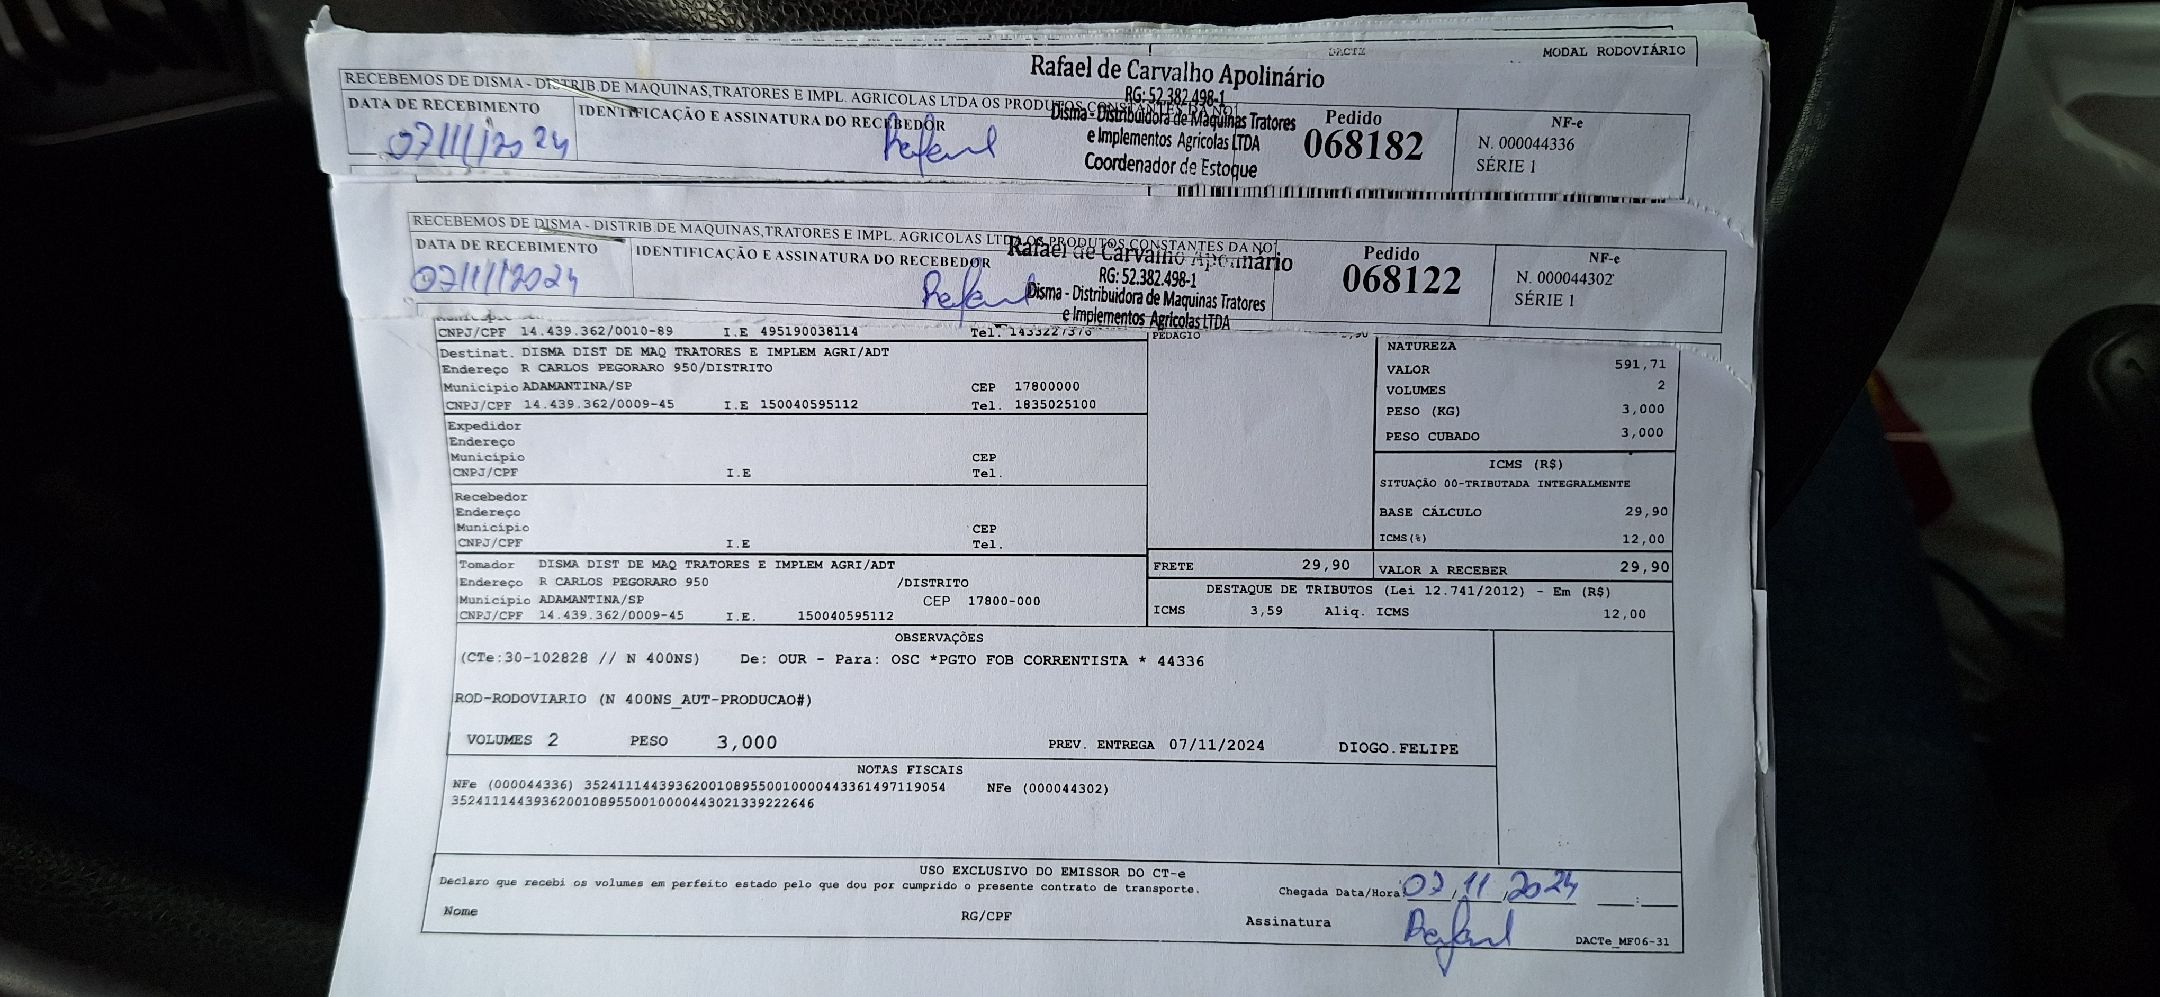 DACTE
MODAL RODOVIÁRIO
Rafael de Carvalho Apolinário
RG: 52.382.498-1
Disma - Distribuidora de Maquinas Tratores
e Implementos Agricolas LTDA
Coordenador de Estoque
RECEBEMOS DE DISMA - DISTRIB DE MAQUINAS,TRATORES E IMPL. AGRICOLAS LTDA OS PRODUTOS CONSTANTES DA NO
DATA DE RECEBIMENTO
07/11/2024
IDENTIFICAÇÃO E ASSINATURA DO RECEBEDOR
Rafael
Pedido
068182
NF-e
N. 000044336
SÉRIE 1
RECEBEMOS DE DISMA - DISTRIB DE MAQUINAS,TRATORES E IMPL. AGRICOLAS LTDA OS PRODUTOS CONSTANTES DA NO
DATA DE RECEBIMENTO
07/11/2024
IDENTIFICAÇÃO E ASSINATURA DO RECEBEDOR
Rafael
Rafael de Carvalho Apolinário
RG: 52.382.498-1
Disma - Distribuidora de Maquinas Tratores
e Implementos Agricolas LTDA
Pedido
068122
NF-e
N. 000044302
SÉRIE 1
CNPJ/CPF 14.439.362/0010-89 I.E 495190038114 Tel. 1433227376
Destinat. DISMA DIST DE MAQ TRATORES E IMPLEM AGRI/ADT
Endereço R CARLOS PEGORARO 950/DISTRITO
Municipio ADAMANTINA/SP CEP 17800000
CNPJ/CPF 14.439.362/0009-45 I.E 150040595112 Tel. 1835025100
Expedidor
Endereço
Municipio CEP
CNPJ/CPF I.E Tel.
Recebedor
Endereço
Municipio CEP
CNPJ/CPF I.E Tel.
Tomador DISMA DIST DE MAQ TRATORES E IMPLEM AGRI/ADT
Endereço R CARLOS PEGORARO 950 /DISTRITO
Municipio ADAMANTINA/SP CEP 17800-000
CNPJ/CPF 14.439.362/0009-45 I.E. 150040595112
PEDAGIO
NATUREZA
VALOR 591,71
VOLUMES 2
PESO (KG) 3,000
PESO CUBADO 3,000
ICMS (R$)
SITUAÇÃO 00-TRIBUTADA INTEGRALMENTE
BASE CÁLCULO 29,90
ICMS(%) 12,00
FRETE 29,90 VALOR A RECEBER 29,90
DESTAQUE DE TRIBUTOS (Lei 12.741/2012) - Em (R$)
ICMS 3,59 Aliq. ICMS 12,00
OBSERVAÇÕES
(CTe:30-102828 // N 400NS) De: OUR - Para: OSC *PGTO FOB CORRENTISTA * 44336
ROD-RODOVIARIO (N 400NS_AUT-PRODUCAO#)
VOLUMES 2 PESO 3,000 PREV. ENTREGA 07/11/2024 DIOGO.FELIPE
NOTAS FISCAIS
NFe (000044336) 35241114439362001089550010000443361497119054 NFe (000044302)
35241114439362001089550010000443021339222646
USO EXCLUSIVO DO EMISSOR DO CT-e
Declaro que recebi os volumes em perfeito estado pelo que dou por cumprido o presente contrato de transporte.
Chegada Data/Hora 07/11/2024 __:__
Nome RG/CPF Assinatura Rafael
DACTe_MF06-31